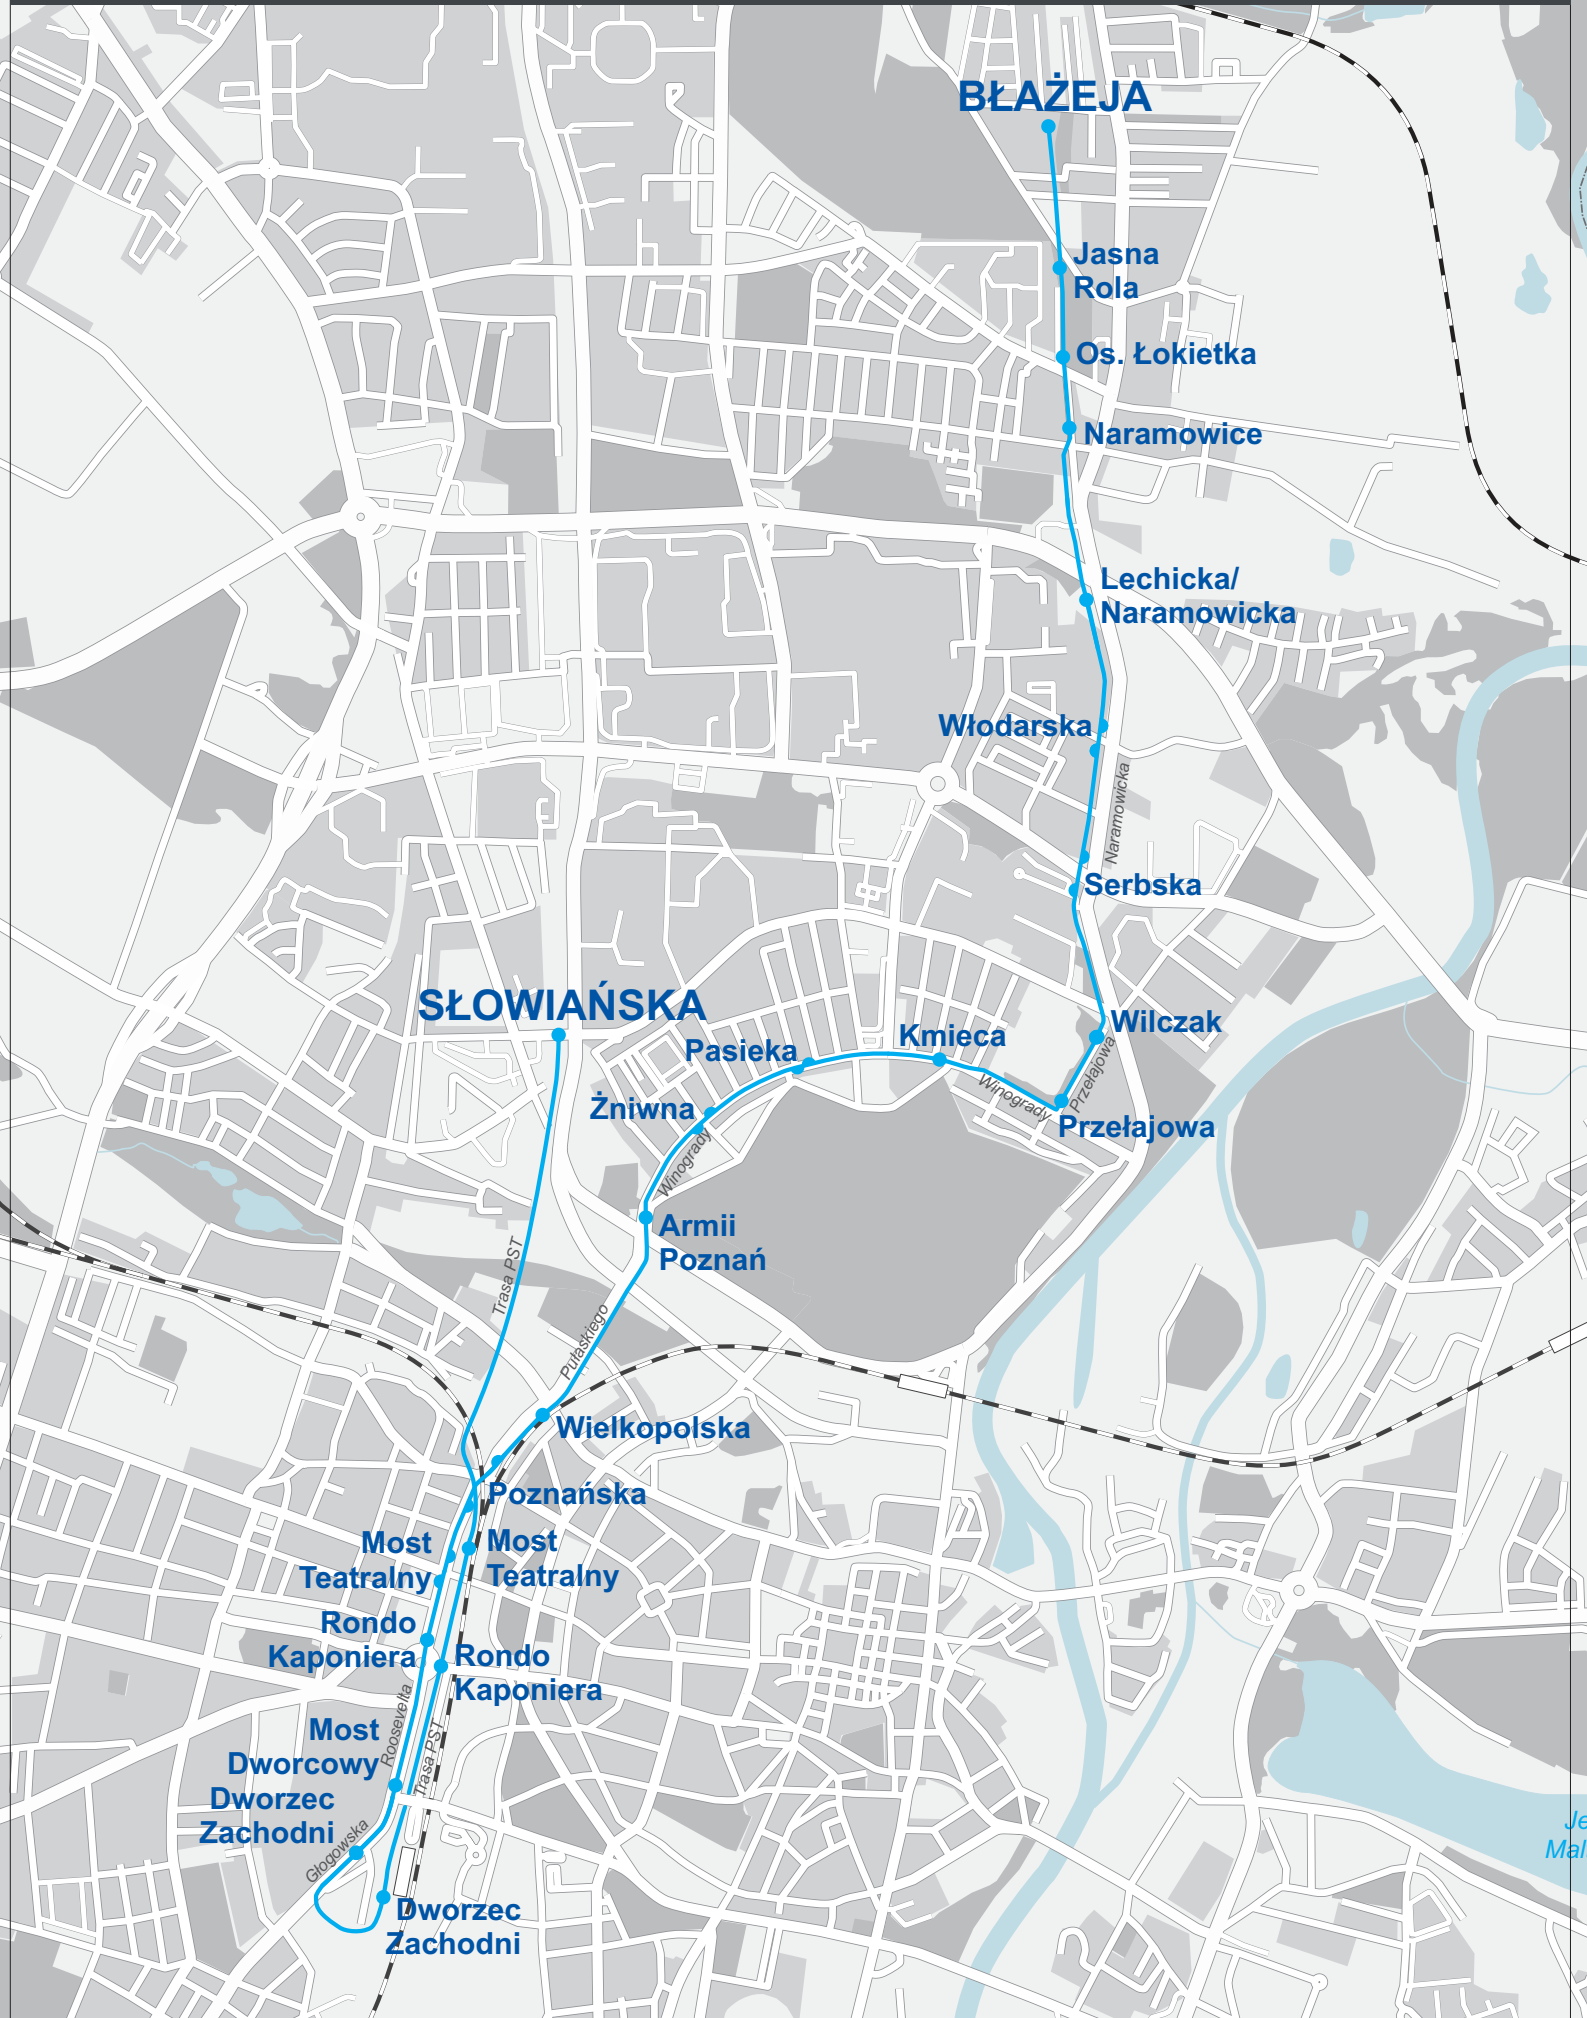 BŁAŻEJA
Jasna
Rola
Os. Łokietka
Naramowice
Lechicka/
Naramowicka
Włodarska
Naramowicka
Serbska
SŁOWIAŃSKA
Wilczak
Kmieca
Pasieka
Przełajowa
Winogrady
Żniwna
Przełajowa
Winogrady
Armii
Poznań
Trasa PST
Pułaskiego
Wielkopolska
Poznańska
Most
Teatralny
Most
Teatralny
Rondo
Kaponiera
Rondo
Kaponiera
Roosevelta
Most
Dworcowy
Trasa PST
Dworzec
Zachodni
Głogowska
Je
Mal
Dworzec
Zachodni